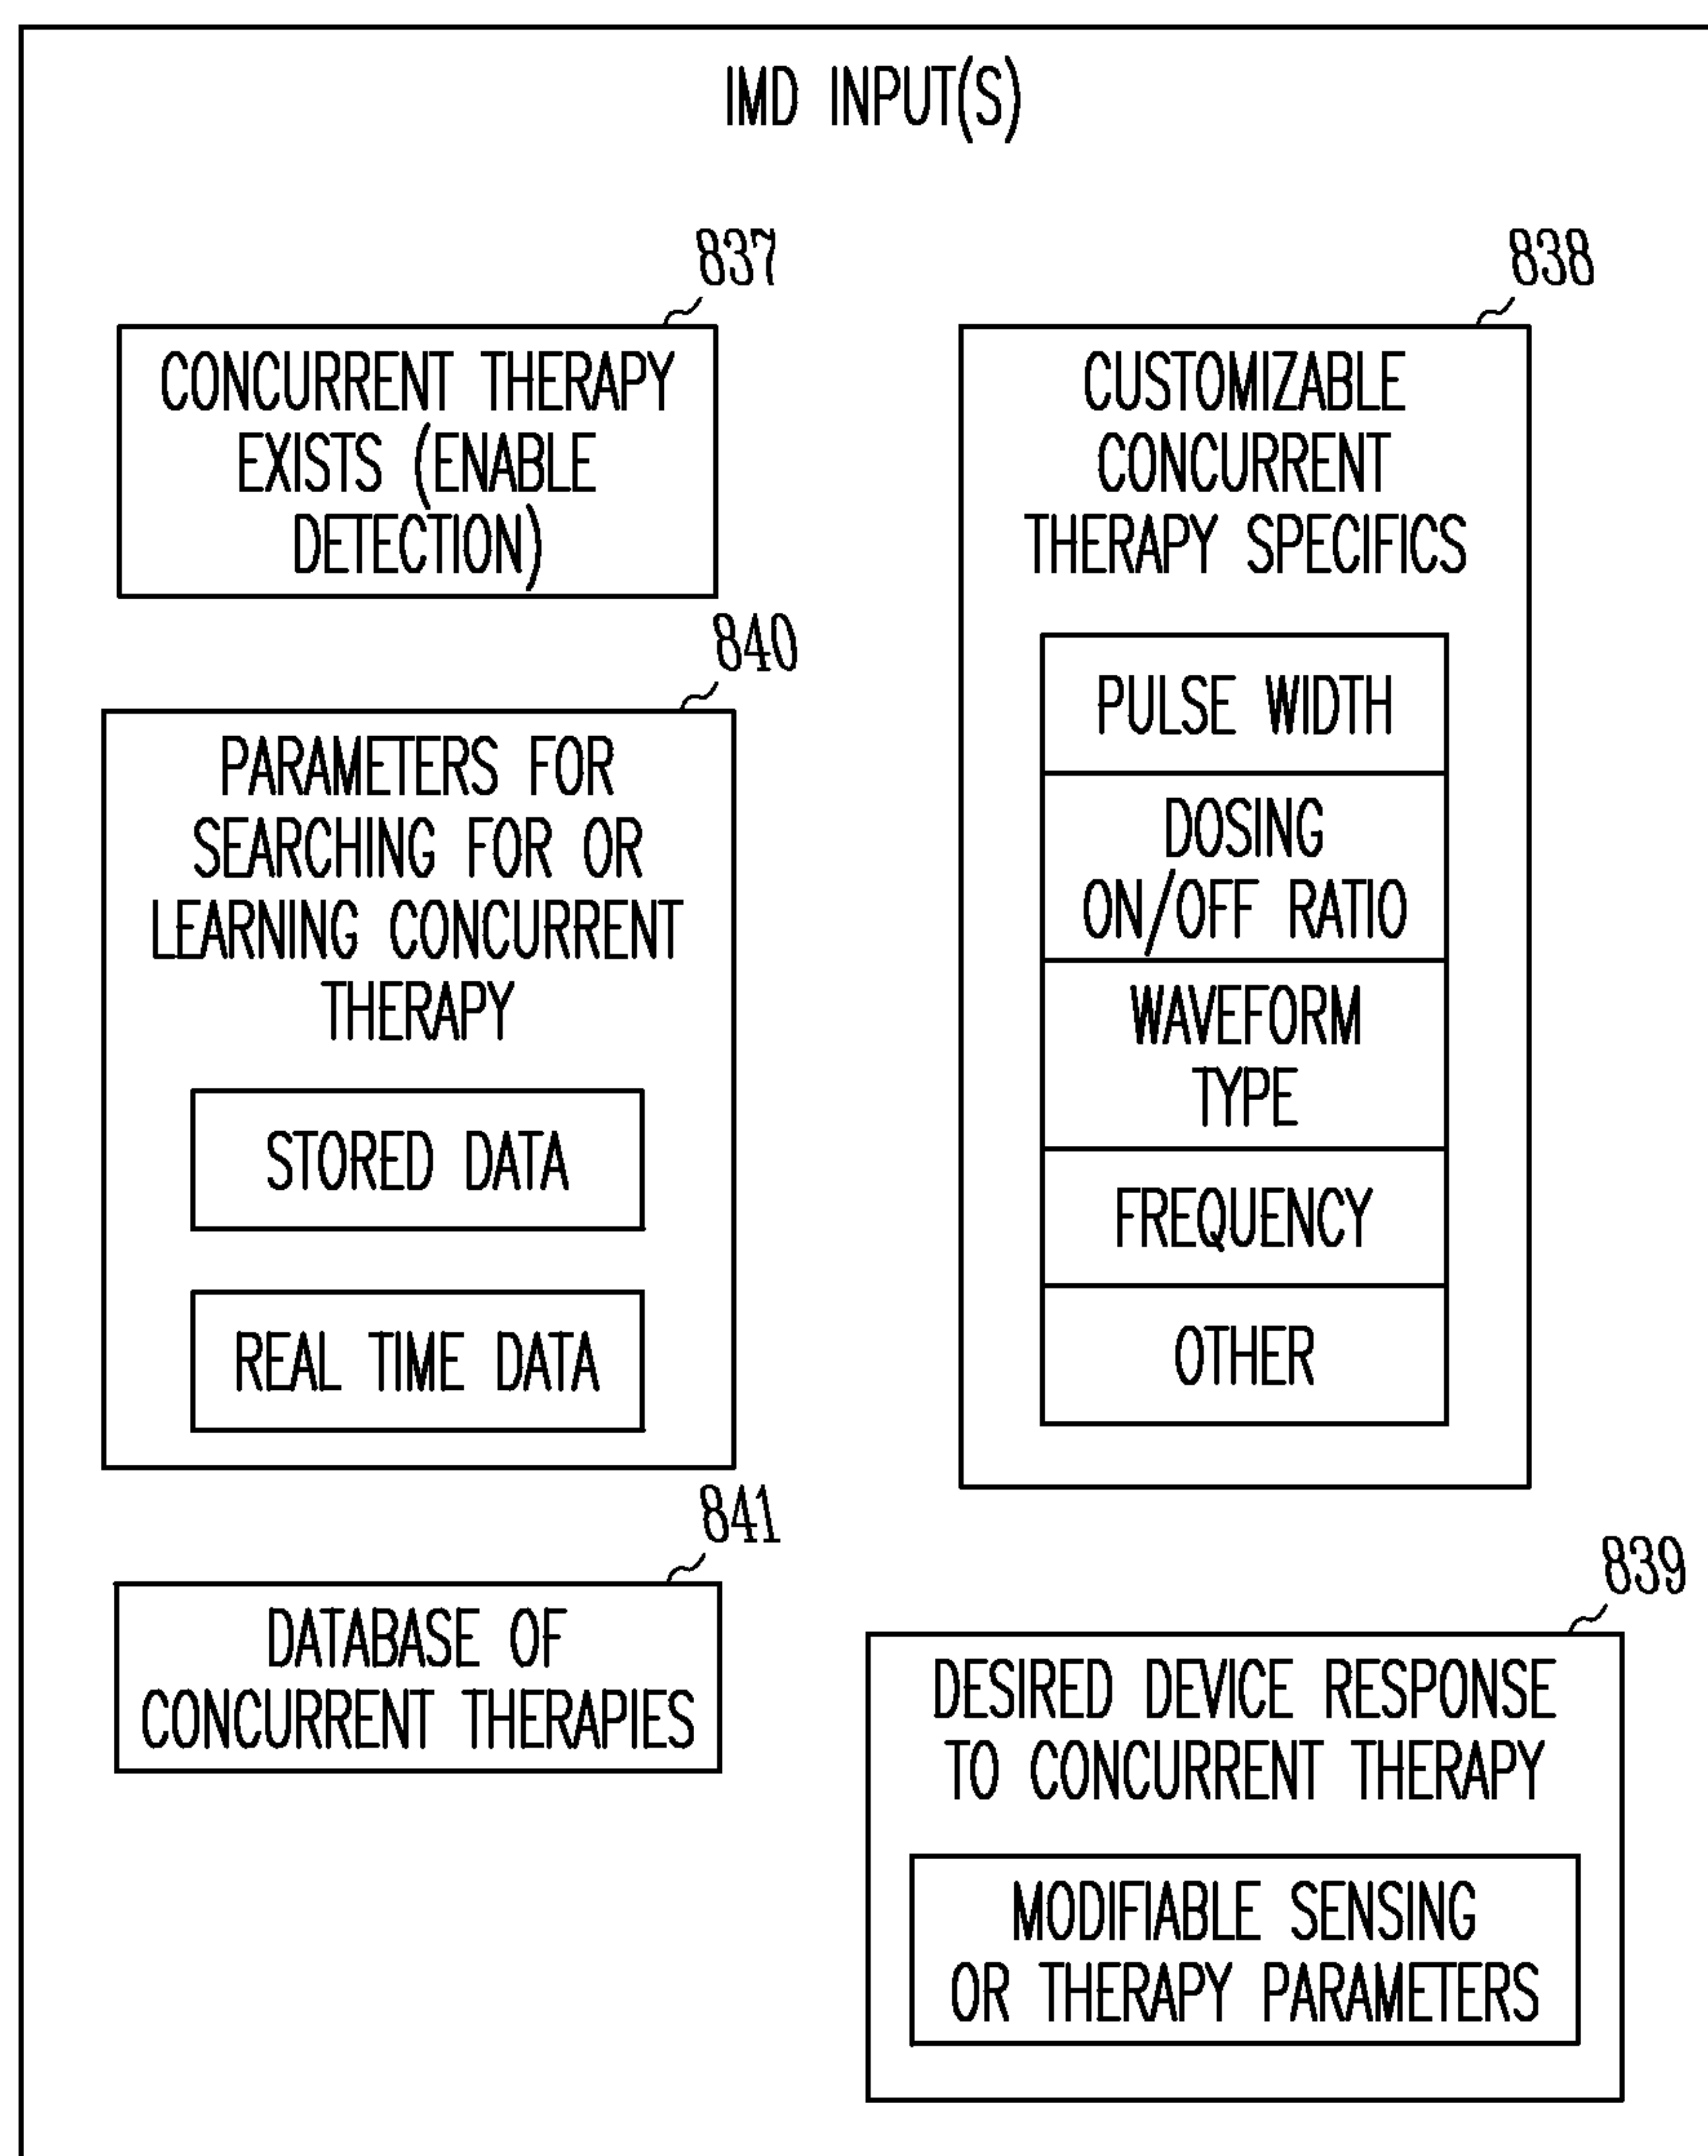 IMD INPUT(S)
837
CONCURRENT THERAPY
EXISTS (ENABLE
DETECTION)
840
PARAMETERS FOR
SEARCHING FOR OR
LEARNING CONCURRENT
THERAPY
STORED DATA
REAL TIME DATA
841
DATABASE OF
CONCURRENT THERAPIES
838
CUSTOMIZABLE
CONCURRENT
THERAPY SPECIFICS
PULSE WIDTH
DOSING
ON/OFF RATIO
WAVEFORM
TYPE
FREQUENCY
OTHER
839
DESIRED DEVICE RESPONSE
TO CONCURRENT THERAPY
MODIFIABLE SENSING
OR THERAPY PARAMETERS